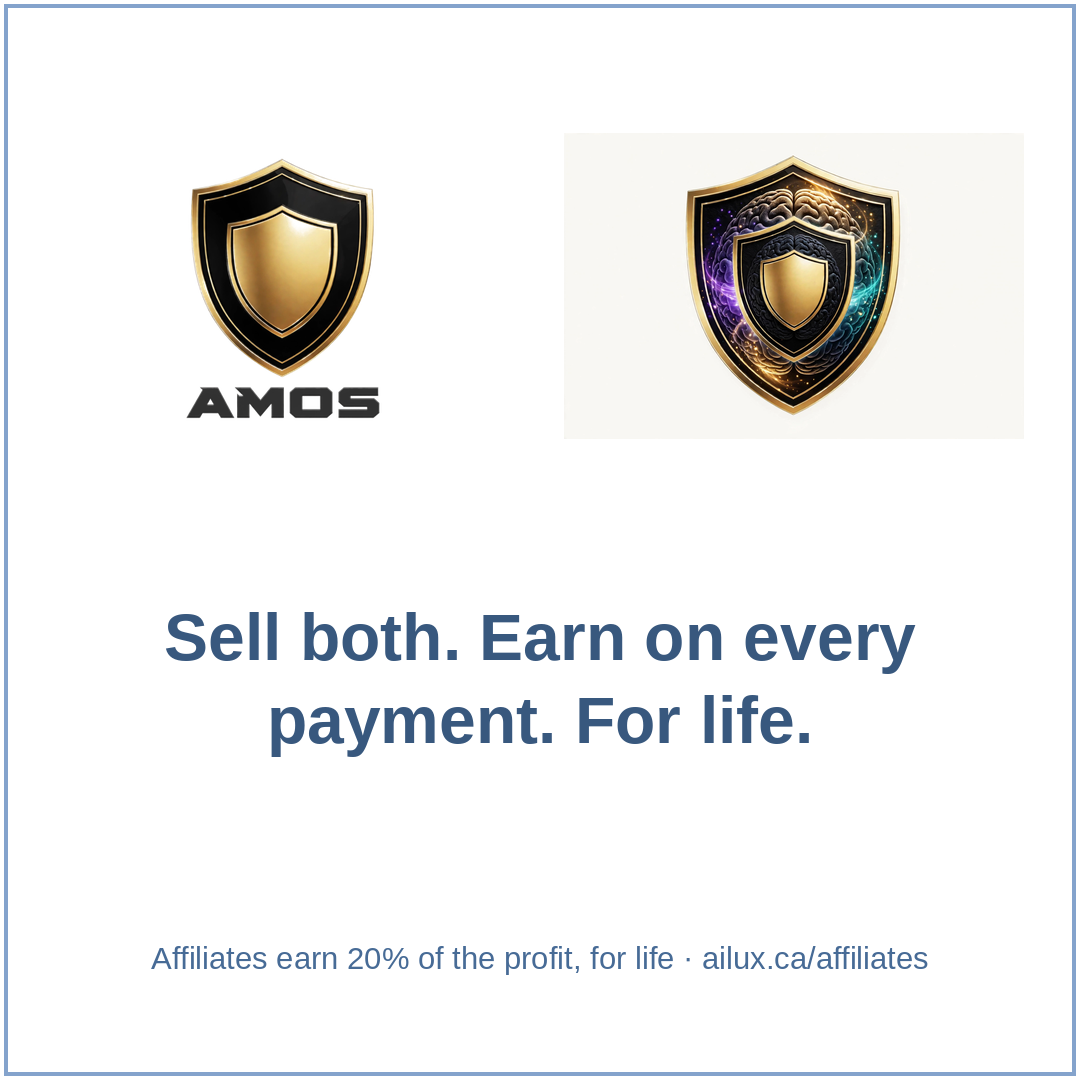 AMOS
Sell both. Earn on every
payment. For life.
Affiliates earn 20% of the profit, for life · ailux.ca/affiliates